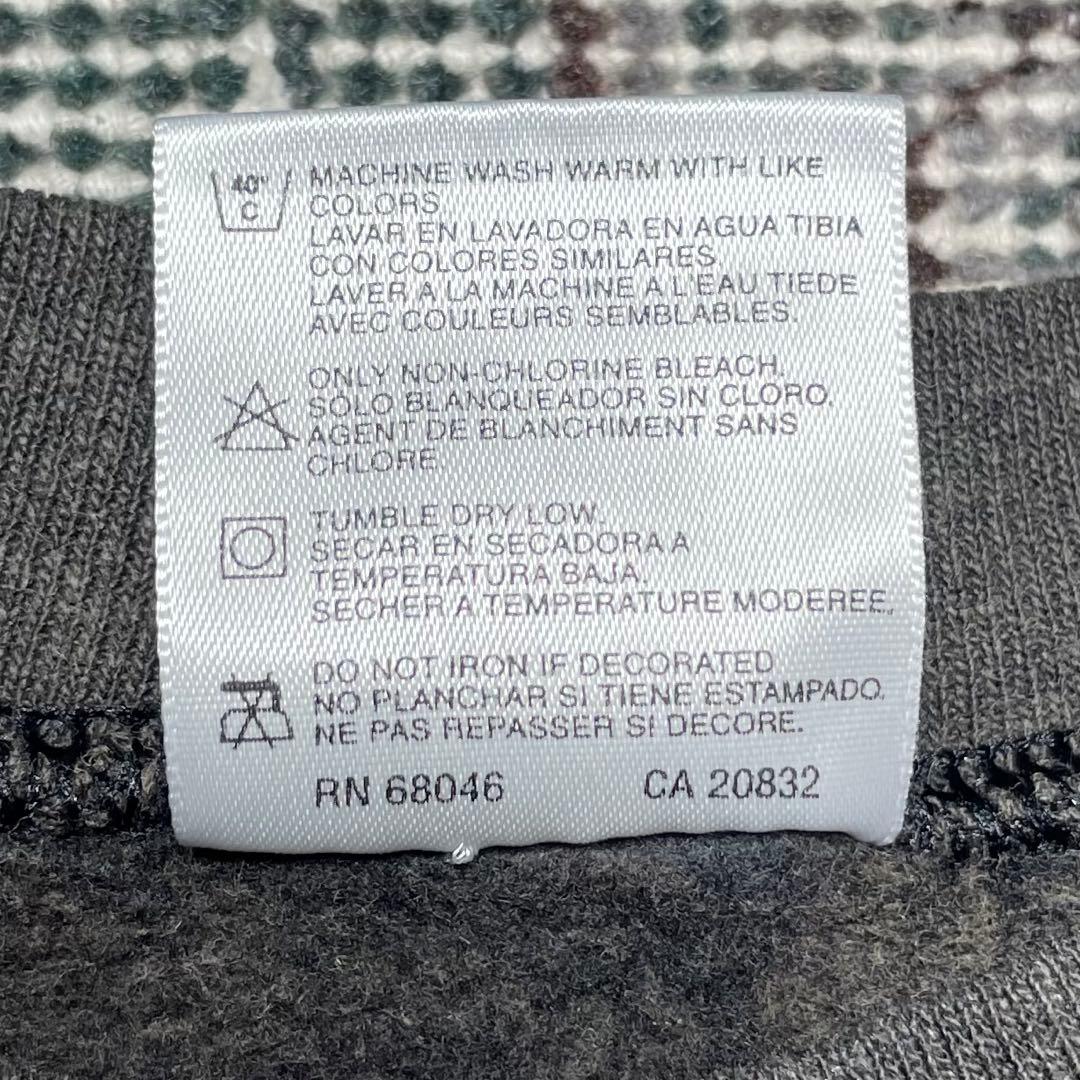 40°
C
MACHINE WASH WARM WITH LIKE
COLORS
LAVAR EN LAVADORA EN AGUA TIBIA
CON COLORES SIMILARES.
LAVER A LA MACHINE A L'EAU TIEDE
AVEC COULEURS SEMBLABLES.
ONLY NON-CHLORINE BLEACH.
SOLO BLANQUEADOR SIN CLORO.
AGENT DE BLANCHIMENT SANS
CHLORE.
TUMBLE DRY LOW.
SECAR EN SECADORA A
TEMPERATURA BAJA.
SECHER A TEMPERATURE MODEREE.
DO NOT IRON IF DECORATED
NO PLANCHAR SI TIENE ESTAMPADO.
NE PAS REPASSER SI DECORE.
RN 68046 CA 20832